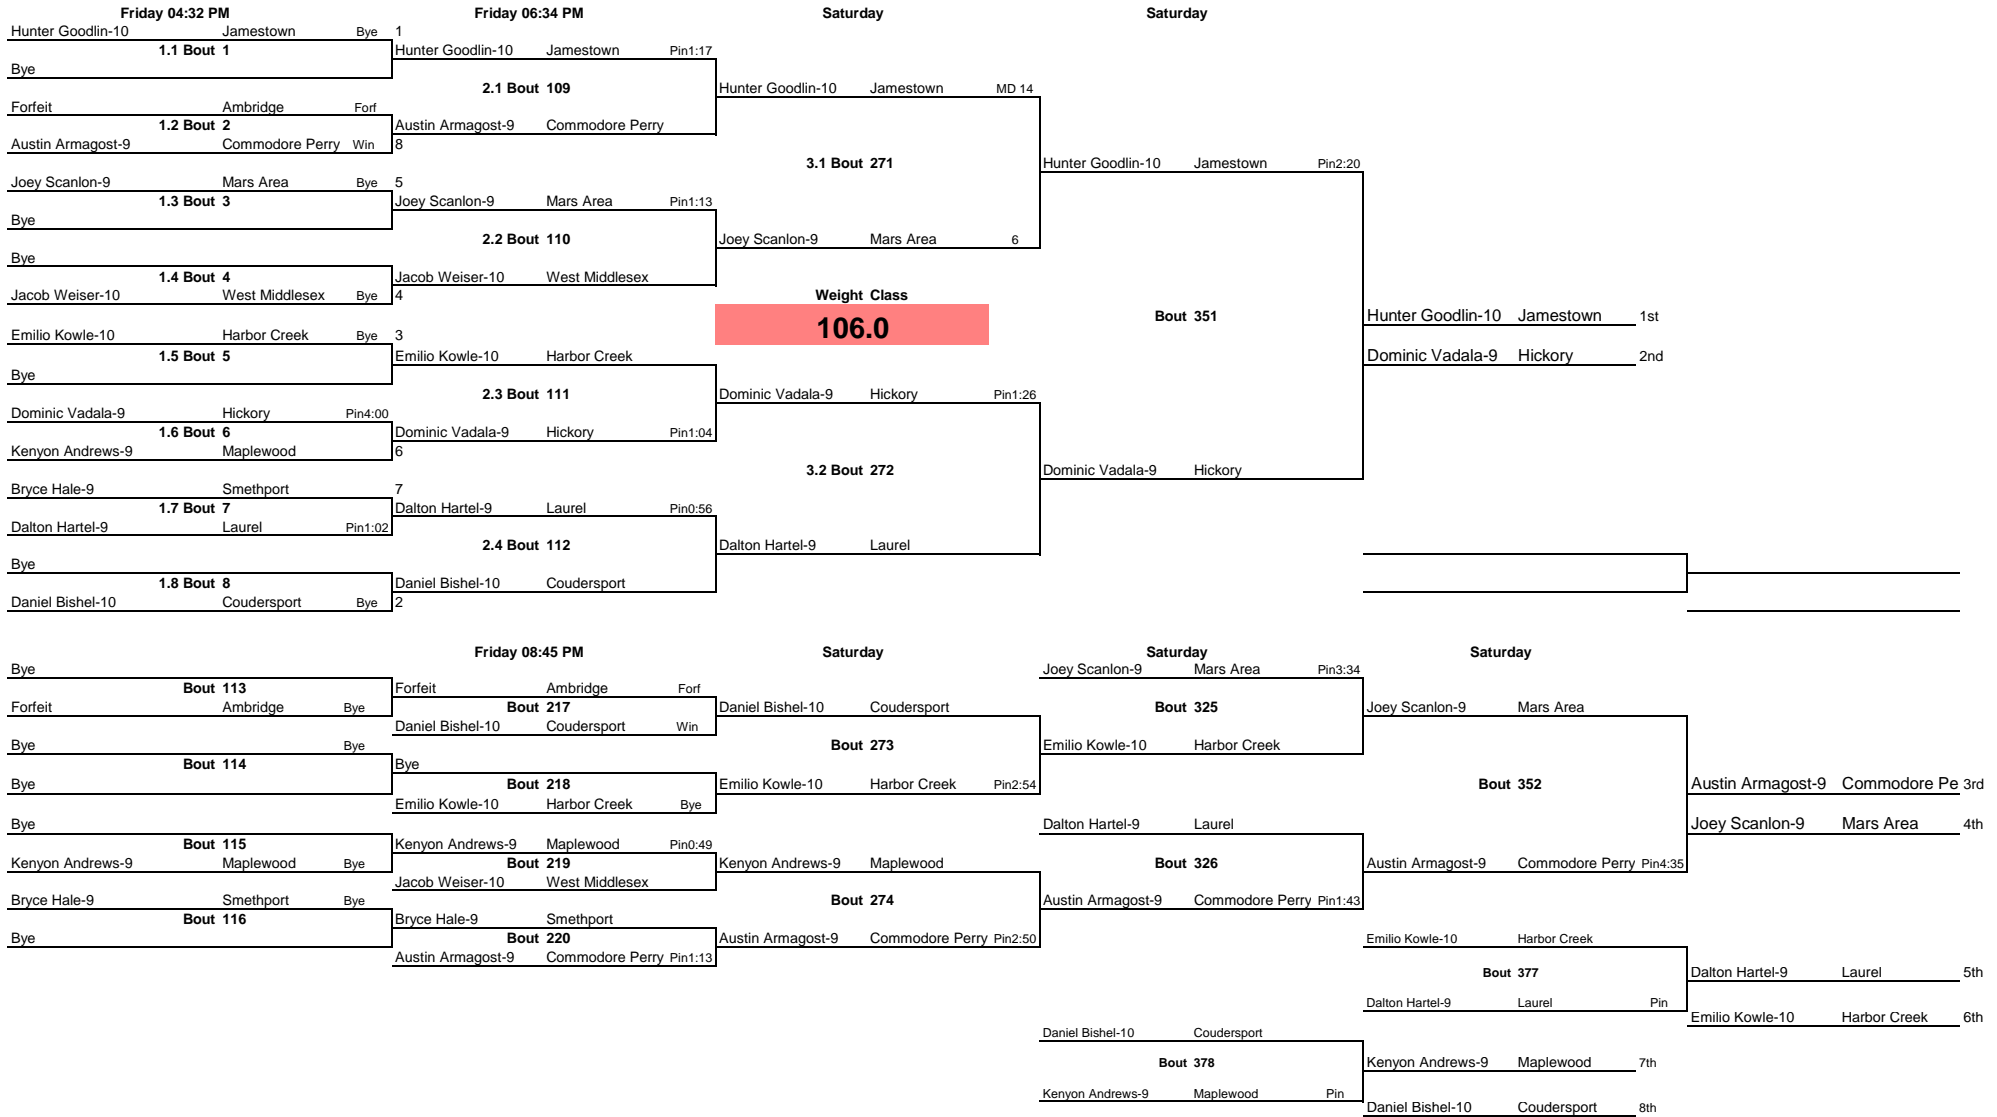 Friday 04:32 PM Friday 06:34 PM Saturday Saturday
Hunter Goodlin-10 Jamestown Bye 1
1.1 Bout 1 Hunter Goodlin-10 Jamestown Pin1:17
Bye
2.1 Bout 109 Hunter Goodlin-10 Jamestown MD 14
Forfeit Ambridge Forf
1.2 Bout 2 Austin Armagost-9 Commodore Perry
Austin Armagost-9 Commodore Perry Win 8
3.1 Bout 271 Hunter Goodlin-10 Jamestown Pin2:20
Joey Scanlon-9 Mars Area Bye 5
1.3 Bout 3 Joey Scanlon-9 Mars Area Pin1:13
Bye
2.2 Bout 110 Joey Scanlon-9 Mars Area 6
Bye
1.4 Bout 4 Jacob Weiser-10 West Middlesex
Jacob Weiser-10 West Middlesex Bye 4 Weight Class
106.0 Bout 351 Hunter Goodlin-10 Jamestown 1st
Emilio Kowle-10 Harbor Creek Bye 3
1.5 Bout 5 Emilio Kowle-10 Harbor Creek Dominic Vadala-9 Hickory 2nd
Bye
2.3 Bout 111 Dominic Vadala-9 Hickory Pin1:26
Dominic Vadala-9 Hickory Pin4:00
1.6 Bout 6 Dominic Vadala-9 Hickory Pin1:04
Kenyon Andrews-9 Maplewood 6
3.2 Bout 272 Dominic Vadala-9 Hickory
Bryce Hale-9 Smethport 7
1.7 Bout 7 Dalton Hartel-9 Laurel Pin0:56
Dalton Hartel-9 Laurel Pin1:02
2.4 Bout 112 Dalton Hartel-9 Laurel
Bye
1.8 Bout 8 Daniel Bishel-10 Coudersport
Daniel Bishel-10 Coudersport Bye 2
Friday 08:45 PM Saturday Saturday Saturday
Bye Joey Scanlon-9 Mars Area Pin3:34
Bout 113 Forfeit Ambridge Forf
Forfeit Ambridge Bye Bout 217 Daniel Bishel-10 Coudersport Bout 325 Joey Scanlon-9 Mars Area
Daniel Bishel-10 Coudersport Win
Bye Bye Bout 273 Emilio Kowle-10 Harbor Creek
Bout 114 Bye
Bye Bout 218 Emilio Kowle-10 Harbor Creek Pin2:54 Bout 352 Austin Armagost-9 Commodore Pe 3rd
Emilio Kowle-10 Harbor Creek Bye
Bye Dalton Hartel-9 Laurel Joey Scanlon-9 Mars Area 4th
Bout 115 Kenyon Andrews-9 Maplewood Pin0:49
Kenyon Andrews-9 Maplewood Bye Bout 219 Kenyon Andrews-9 Maplewood Bout 326 Austin Armagost-9 Commodore Perry Pin4:35
Jacob Weiser-10 West Middlesex
Bryce Hale-9 Smethport Bye Bout 274 Austin Armagost-9 Commodore Perry Pin1:43
Bout 116 Bryce Hale-9 Smethport
Bye Bout 220 Austin Armagost-9 Commodore Perry Pin2:50 Emilio Kowle-10 Harbor Creek
Austin Armagost-9 Commodore Perry Pin1:13
Bout 377 Dalton Hartel-9 Laurel 5th
Dalton Hartel-9 Laurel Pin
Emilio Kowle-10 Harbor Creek 6th
Daniel Bishel-10 Coudersport
Bout 378 Kenyon Andrews-9 Maplewood 7th
Kenyon Andrews-9 Maplewood Pin
Daniel Bishel-10 Coudersport 8th